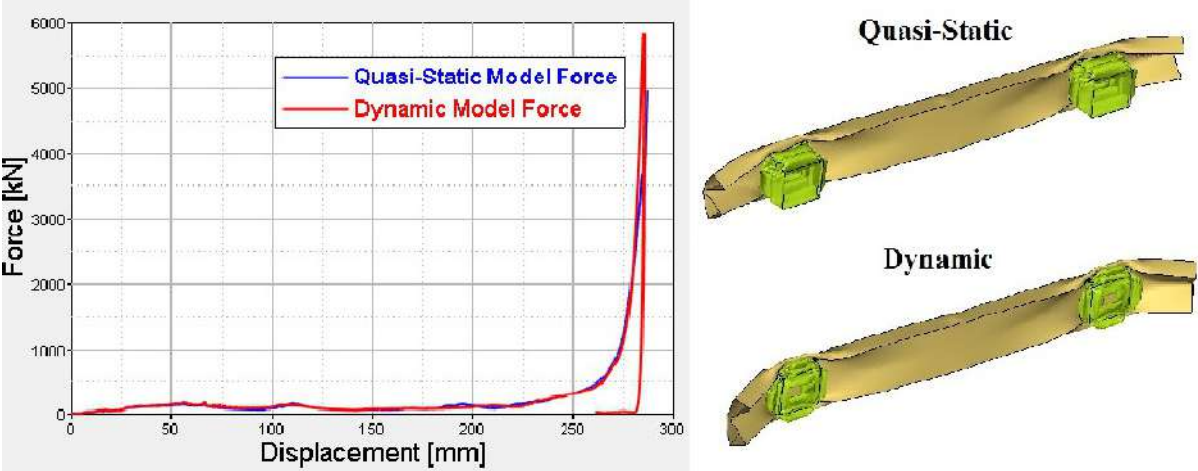 6000
5000
4000
3000
2000
1000
0
Force [kN]
Quasi-Static Model Force
Dynamic Model Force
0 50 100 150 200 250 300
Displacement [mm]
Quasi-Static
Dynamic